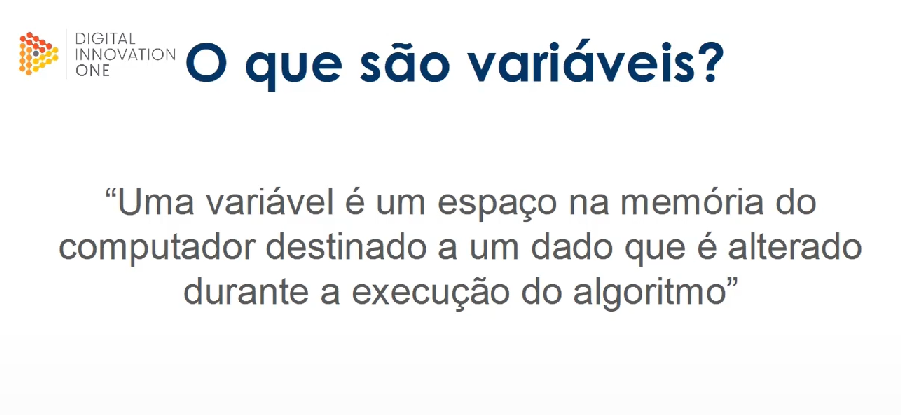 DIGITAL
INNOVATION
ONE
O que são variáveis?
“Uma variável é um espaço na memória do
computador destinado a um dado que é alterado
durante a execução do algoritmo”